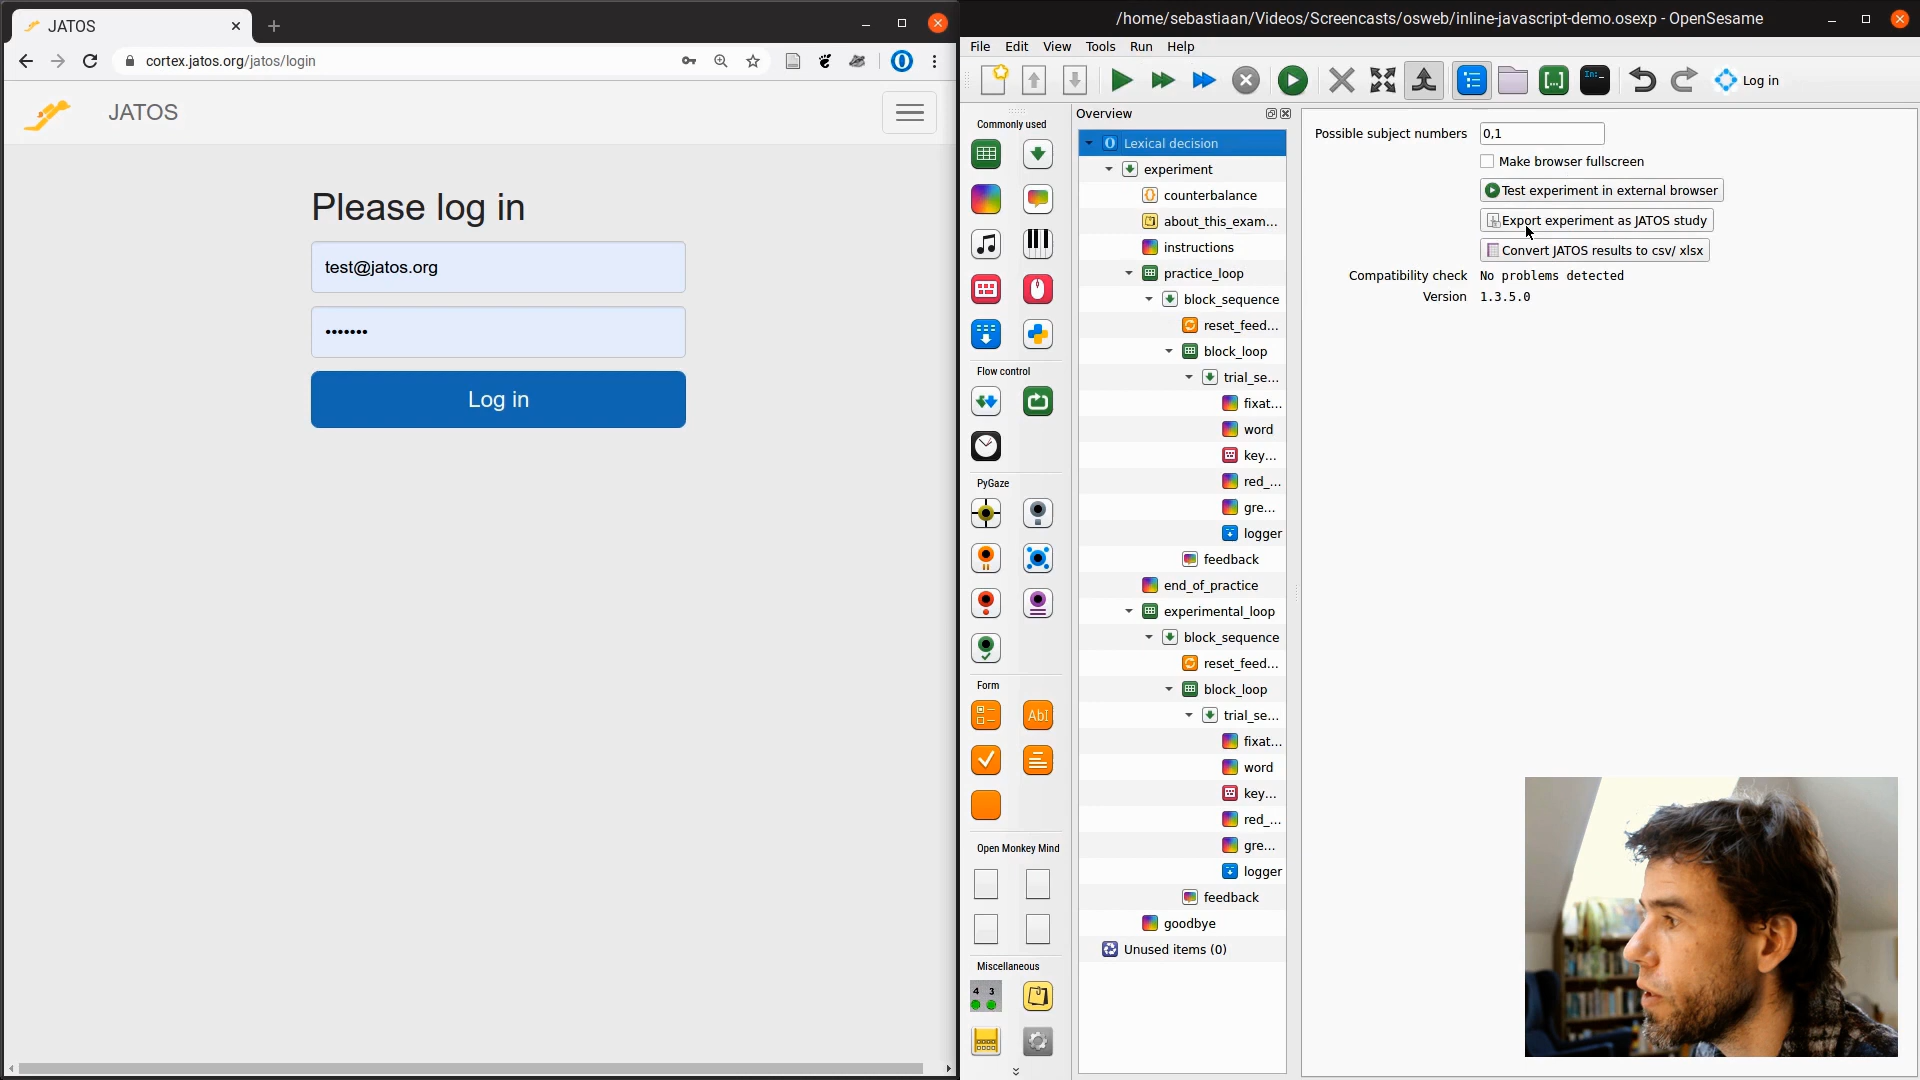 JATOS
cortex.jatos.org/jatos/login
JATOS
Please log in
test@jatos.org
•••••••
Log in
/home/sebastiaan/Videos/Screencasts/osweb/inline-javascript-demo.osexp - OpenSesame
File Edit View Tools Run Help
Log in
Commonly used
Flow control
PyGaze
Form
AbI
Open Monkey Mind
Miscellaneous
4 3
Overview
Lexical decision
experiment
counterbalance
about_this_exam...
instructions
practice_loop
block_sequence
reset_feed...
block_loop
trial_se...
fixat...
word
key...
red_...
gre...
logger
feedback
end_of_practice
experimental_loop
block_sequence
reset_feed...
block_loop
trial_se...
fixat...
word
key...
red_...
gre...
logger
feedback
goodbye
Unused items (0)
Possible subject numbers 0,1
Make browser fullscreen
Test experiment in external browser
Export experiment as JATOS study
Convert JATOS results to csv/ xlsx
Compatibility check No problems detected
Version 1.3.5.0